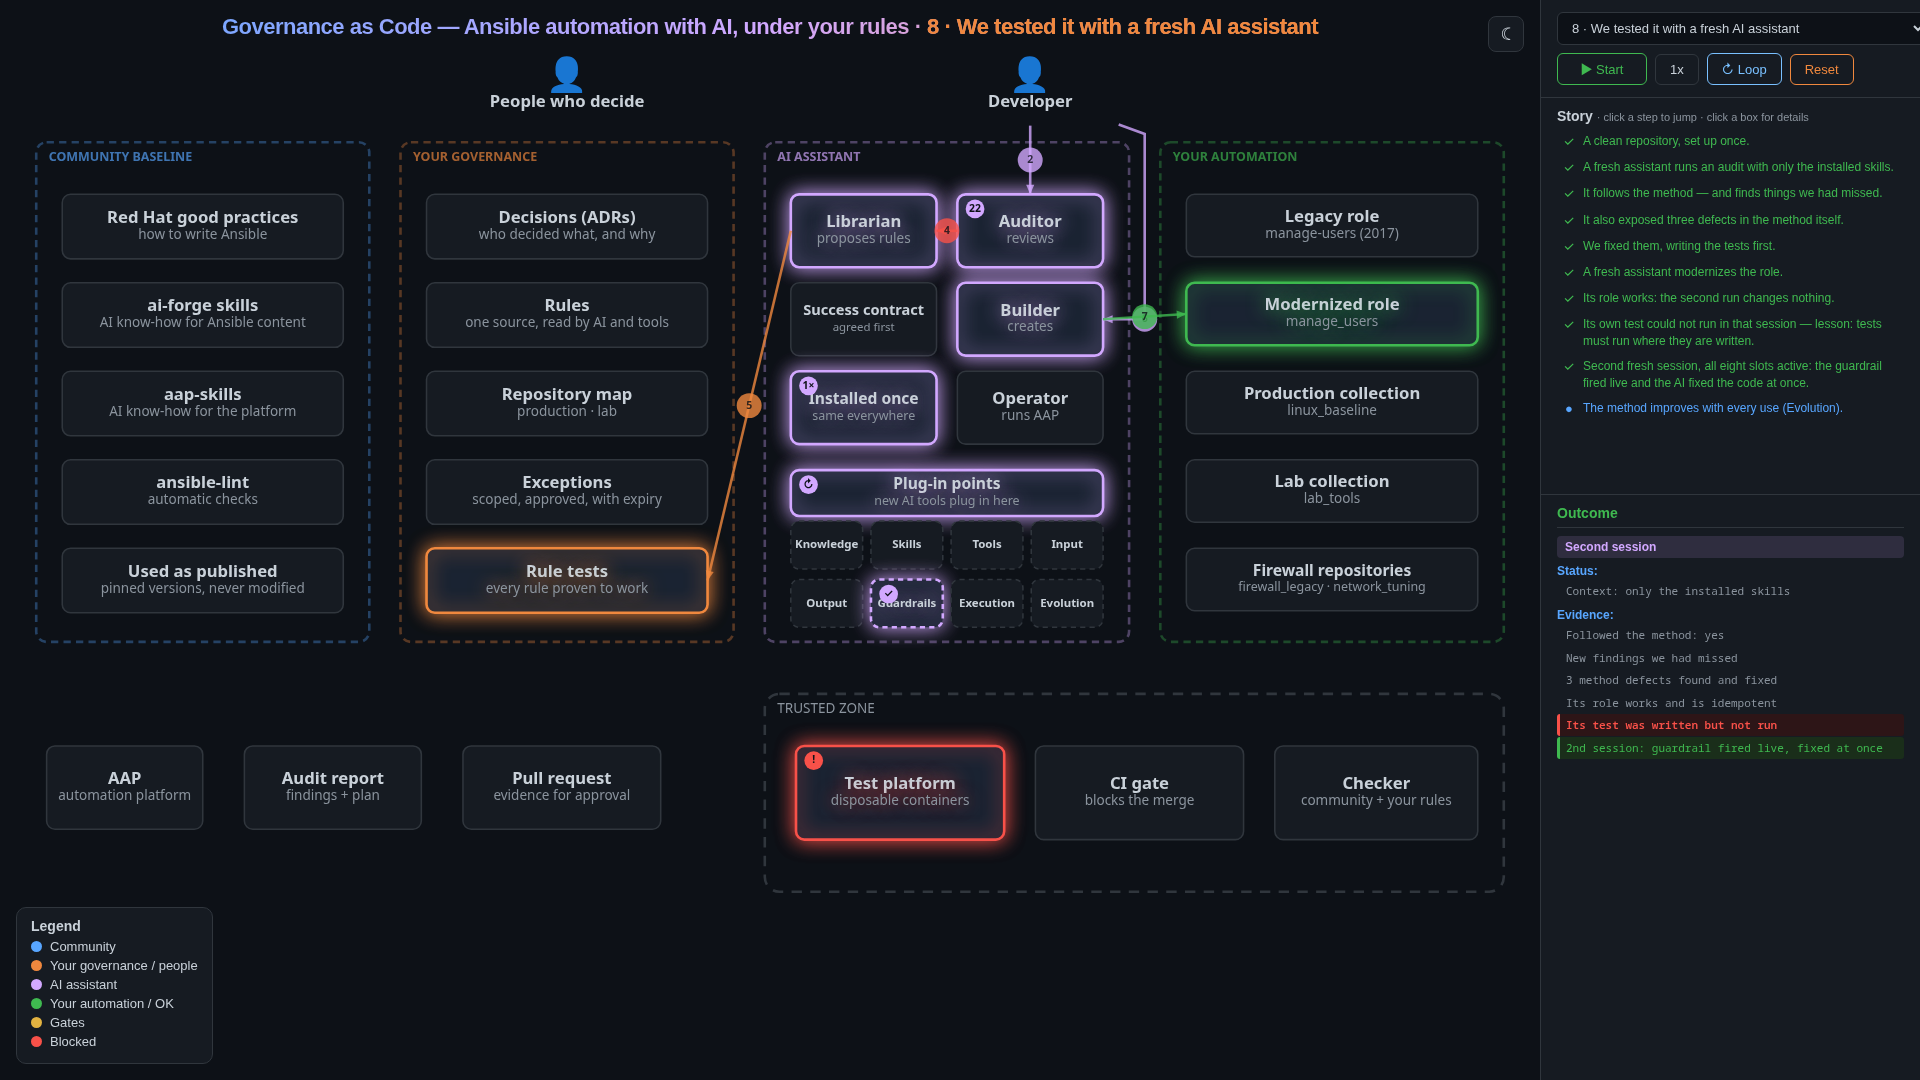 Governance as Code — Ansible automation with AI, under your rules · 8 · We tested it with a fresh AI assistant
☾
People who decide
Developer
COMMUNITY BASELINE
Red Hat good practices
how to write Ansible
ai-forge skills
AI know-how for Ansible content
aap-skills
AI know-how for the platform
ansible-lint
automatic checks
Used as published
pinned versions, never modified
YOUR GOVERNANCE
Decisions (ADRs)
who decided what, and why
Rules
one source, read by AI and tools
Repository map
production · lab
Exceptions
scoped, approved, with expiry
Rule tests
every rule proven to work
5
AI ASSISTANT
2
Librarian
proposes rules
4
22
Auditor
reviews
Success contract
agreed first
Builder
creates
7
1×
Installed once
same everywhere
Operator
runs AAP
↻
Plug-in points
new AI tools plug in here
Knowledge
Skills
Tools
Input
Output
✓
Guardrails
Execution
Evolution
YOUR AUTOMATION
Legacy role
manage-users (2017)
Modernized role
manage_users
Production collection
linux_baseline
Lab collection
lab_tools
Firewall repositories
firewall_legacy · network_tuning
AAP
automation platform
Audit report
findings + plan
Pull request
evidence for approval
TRUSTED ZONE
!
Test platform
disposable containers
CI gate
blocks the merge
Checker
community + your rules
Legend
Community
Your governance / people
AI assistant
Your automation / OK
Gates
Blocked
8 · We tested it with a fresh AI assistant
▶ Start
1x
↻ Loop
Reset
Story · click a step to jump · click a box for details
✓ A clean repository, set up once.
✓ A fresh assistant runs an audit with only the installed skills.
✓ It follows the method — and finds things we had missed.
✓ It also exposed three defects in the method itself.
✓ We fixed them, writing the tests first.
✓ A fresh assistant modernizes the role.
✓ Its role works: the second run changes nothing.
✓ Its own test could not run in that session — lesson: tests
must run where they are written.
✓ Second fresh session, all eight slots active: the guardrail
fired live and the AI fixed the code at once.
● The method improves with every use (Evolution).
Outcome
Second session
Status:
Context: only the installed skills
Evidence:
Followed the method: yes
New findings we had missed
3 method defects found and fixed
Its role works and is idempotent
Its test was written but not run
2nd session: guardrail fired live, fixed at once